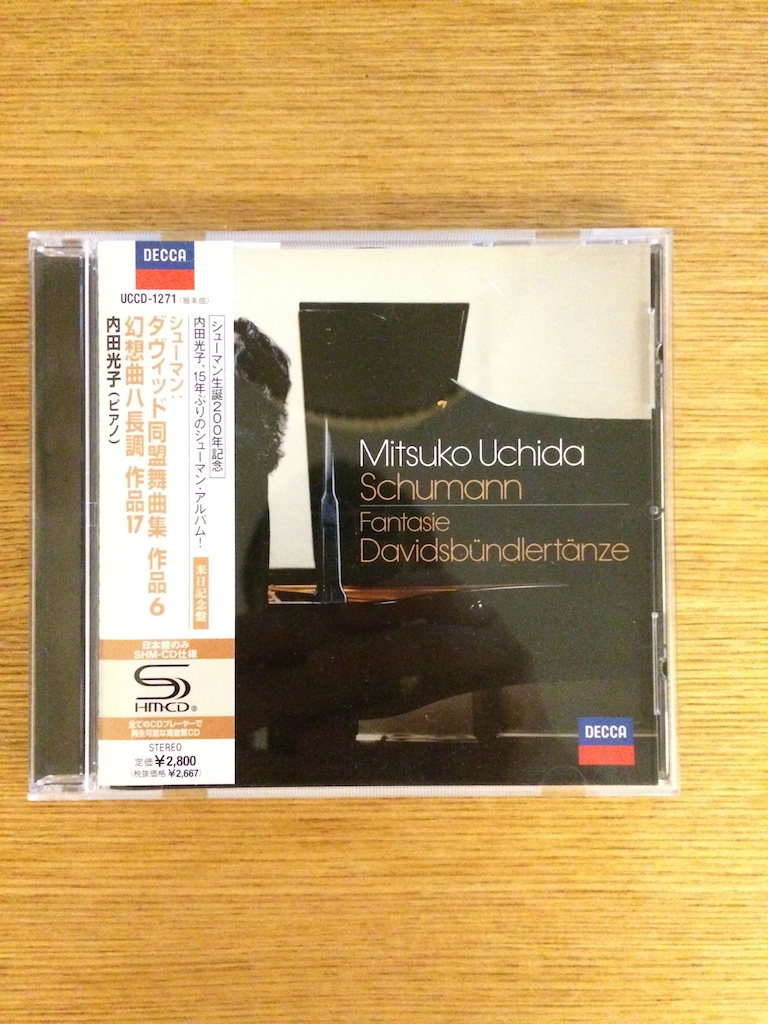 DECCA
UCCD-1271〈器楽曲〉
シューマン生誕200年記念
内田光子、15年ぶりのシューマン・アルバム!
来日記念盤
シューマン:
ダヴィッド同盟舞曲集 作品6
幻想曲ハ長調 作品17
内田光子(ピアノ)
日本盤のみ
SHM-CD仕様
SHM-CD®
全てのCDプレーヤーで
再生可能な高音質CD
STEREO
定価¥2,800
(税抜価格 ¥2,667)
Mitsuko Uchida
Schumann
Fantasie
Davidsbündlertänze
DECCA